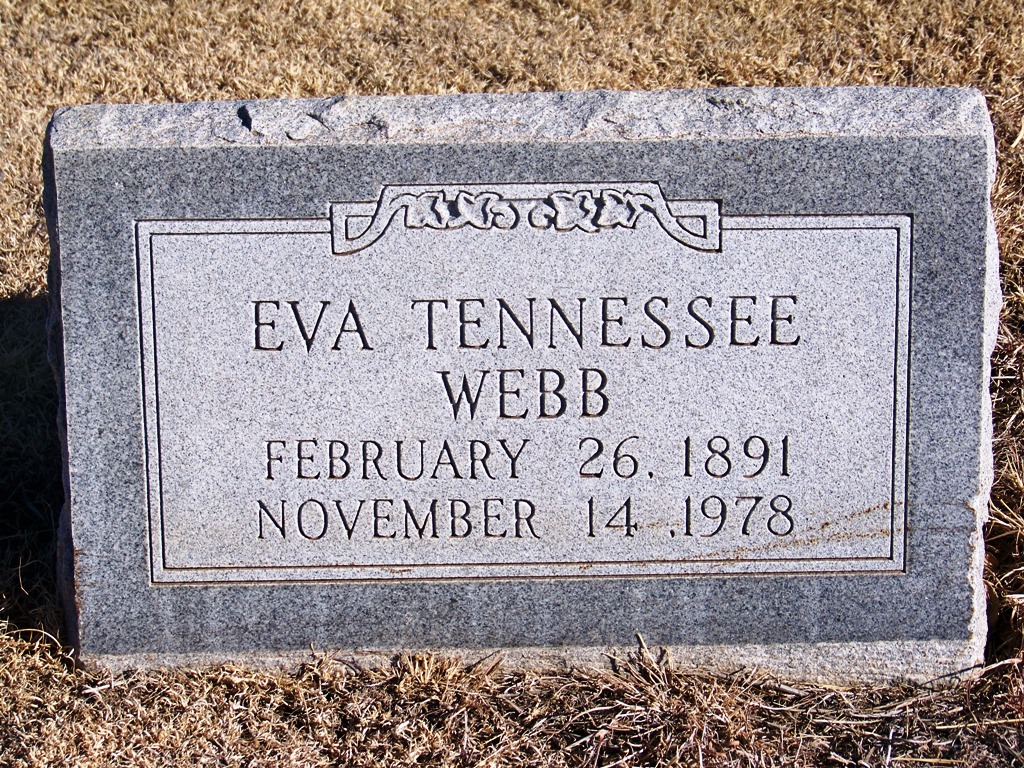 EVA TENNESSEE
WEBB
FEBRUARY 26, 1891
NOVEMBER 14, 1978